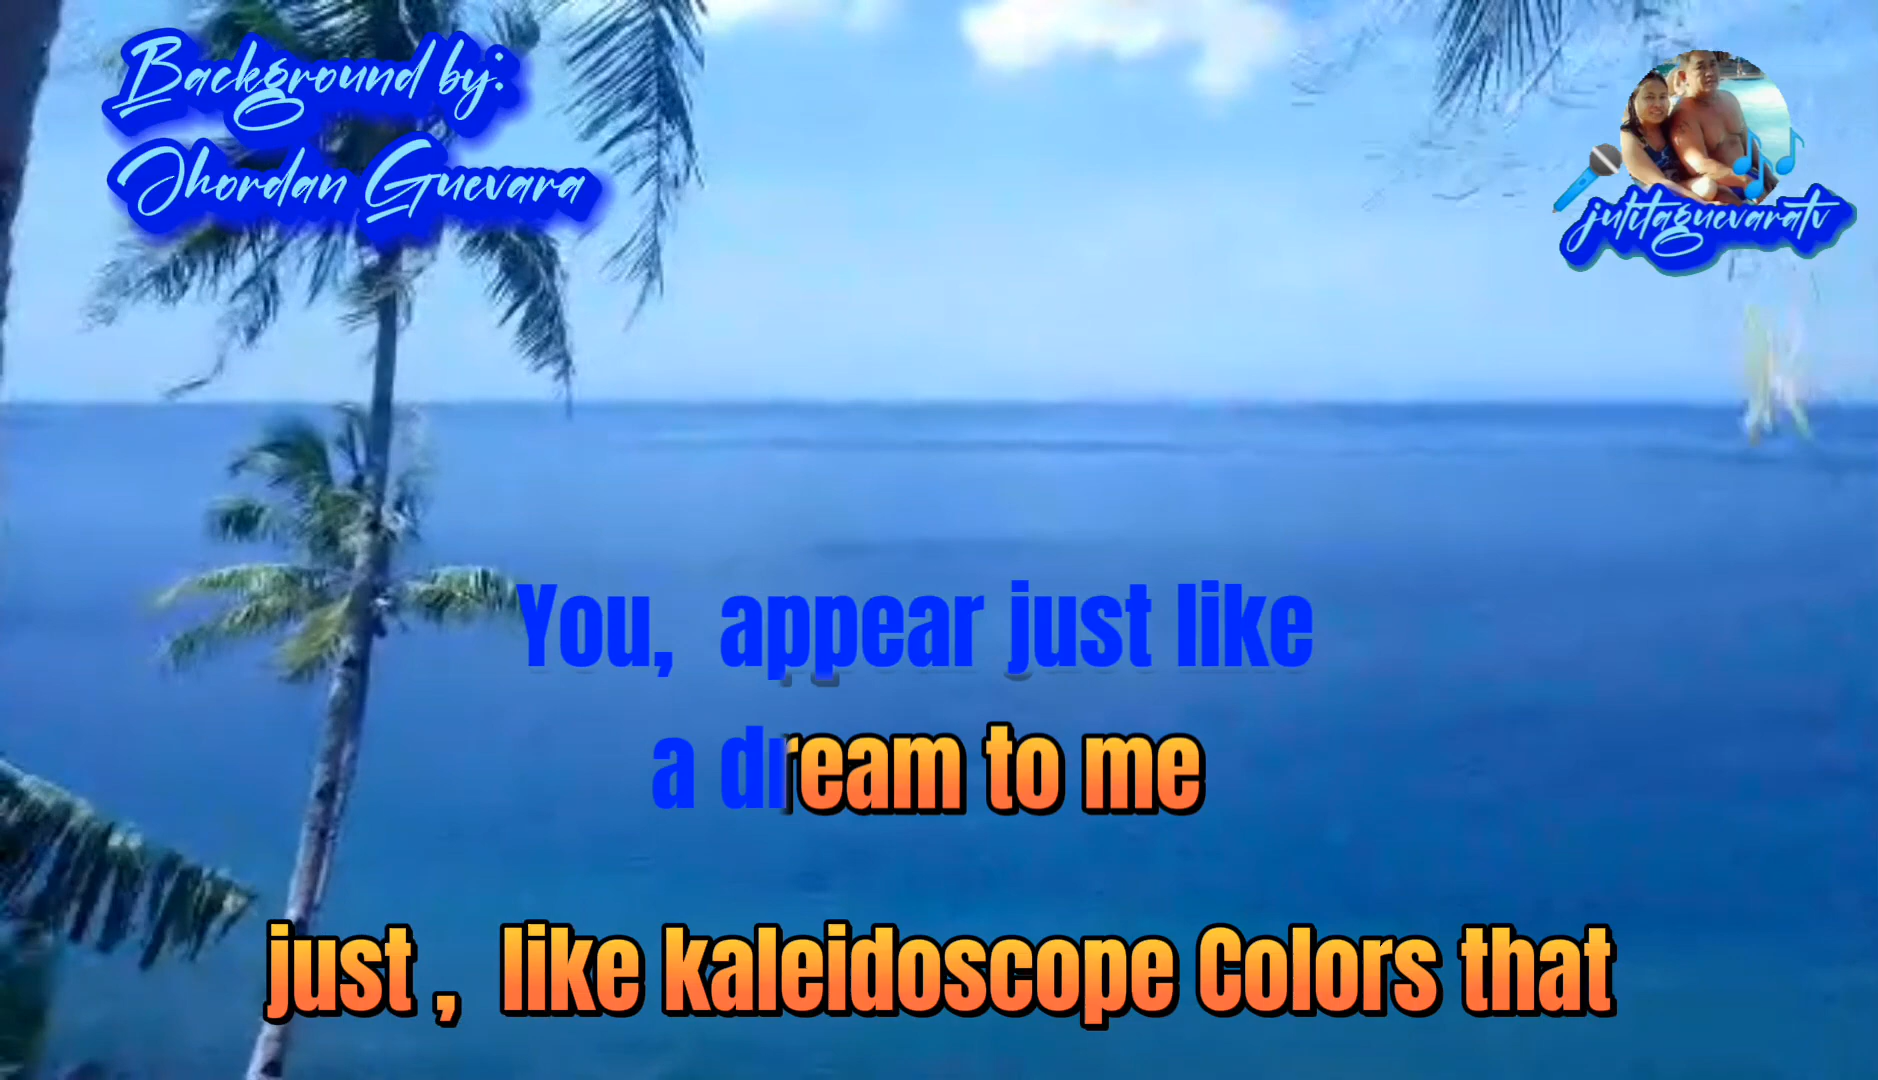 Background by:
Jhordan Guevara
julitaguevaratv
You, appear just like
a dream to me
just , like kaleidoscope Colors that